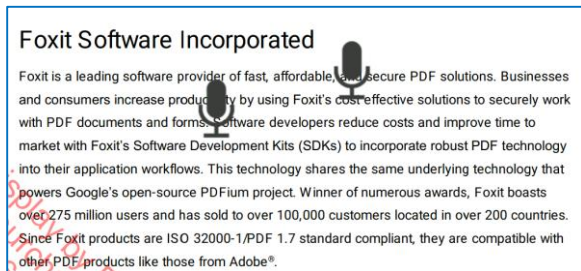 Foxit Software Incorporated
Foxit is a leading software provider of fast, affordable, and secure PDF solutions. Businesses
and consumers increase productivity by using Foxit's cost effective solutions to securely work
with PDF documents and forms. Software developers reduce costs and improve time to
market with Foxit's Software Development Kits (SDKs) to incorporate robust PDF technology
into their application workflows. This technology shares the same underlying technology that
powers Google's open-source PDFium project. Winner of numerous awards, Foxit boasts
over 275 million users and has sold to over 100,000 customers located in over 200 countries.
Since Foxit products are ISO 32000-1/PDF 1.7 standard compliant, they are compatible with
other PDF products like those from Adobe®.